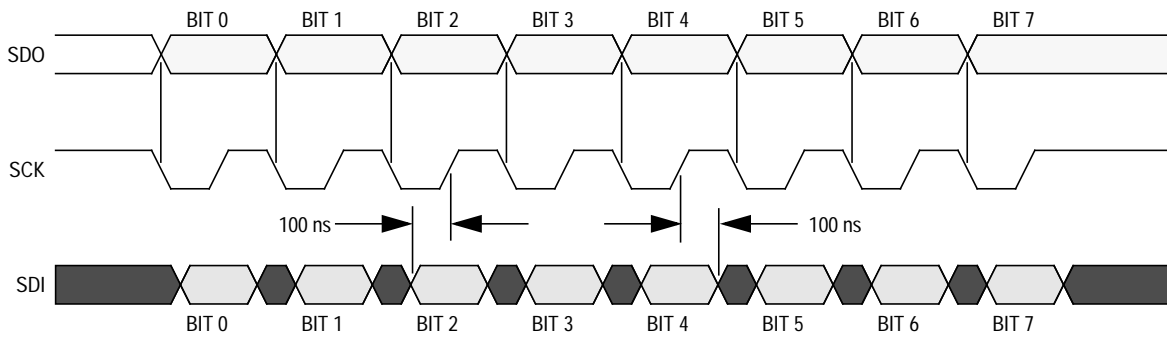 BIT 0 BIT 1 BIT 2 BIT 3 BIT 4 BIT 5 BIT 6 BIT 7
SDO
SCK
100 ns 100 ns
SDI
BIT 0 BIT 1 BIT 2 BIT 3 BIT 4 BIT 5 BIT 6 BIT 7